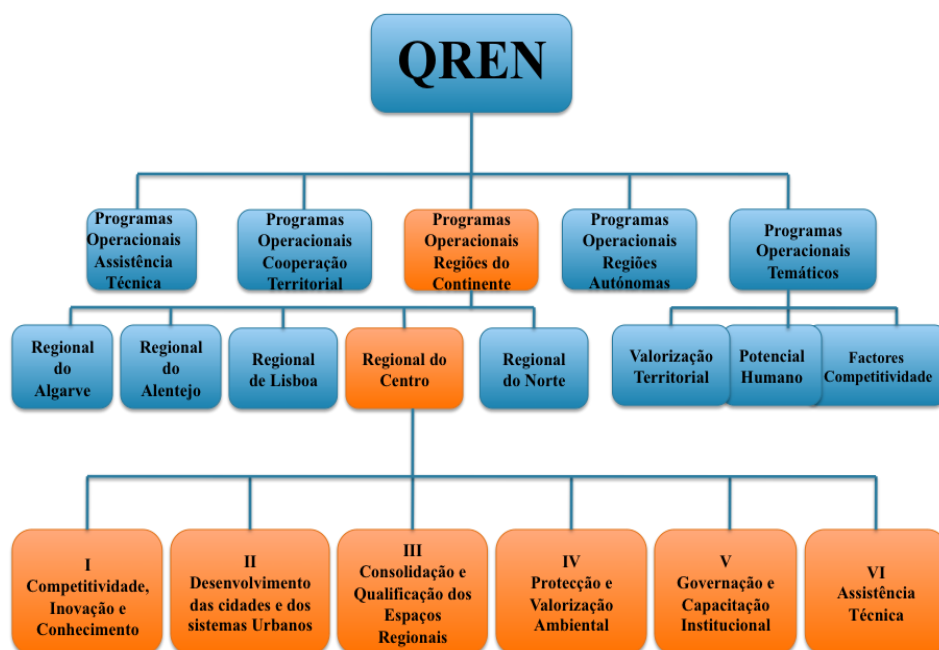 QREN
Programas
Operacionais
Assistência
Técnica
Programas
Operacionais
Cooperação
Territorial
Programas
Operacionais
Regiões do
Continente
Programas
Operacionais
Regiões
Autónomas
Programas
Operacionais
Temáticos
Regional
do
Algarve
Regional
do
Alentejo
Regional
de Lisboa
Regional do
Centro
Regional
do Norte
Valorização
Territorial
Potencial
Humano
Factores
Competitividade
I
Competitividade,
Inovação e
Conhecimento
II
Desenvolvimento
das cidades e dos
sistemas Urbanos
III
Consolidação e
Qualificação dos
Espaços
Regionais
IV
Protecção e
Valorização
Ambiental
V
Governação e
Capacitação
Institucional
VI
Assistência
Técnica